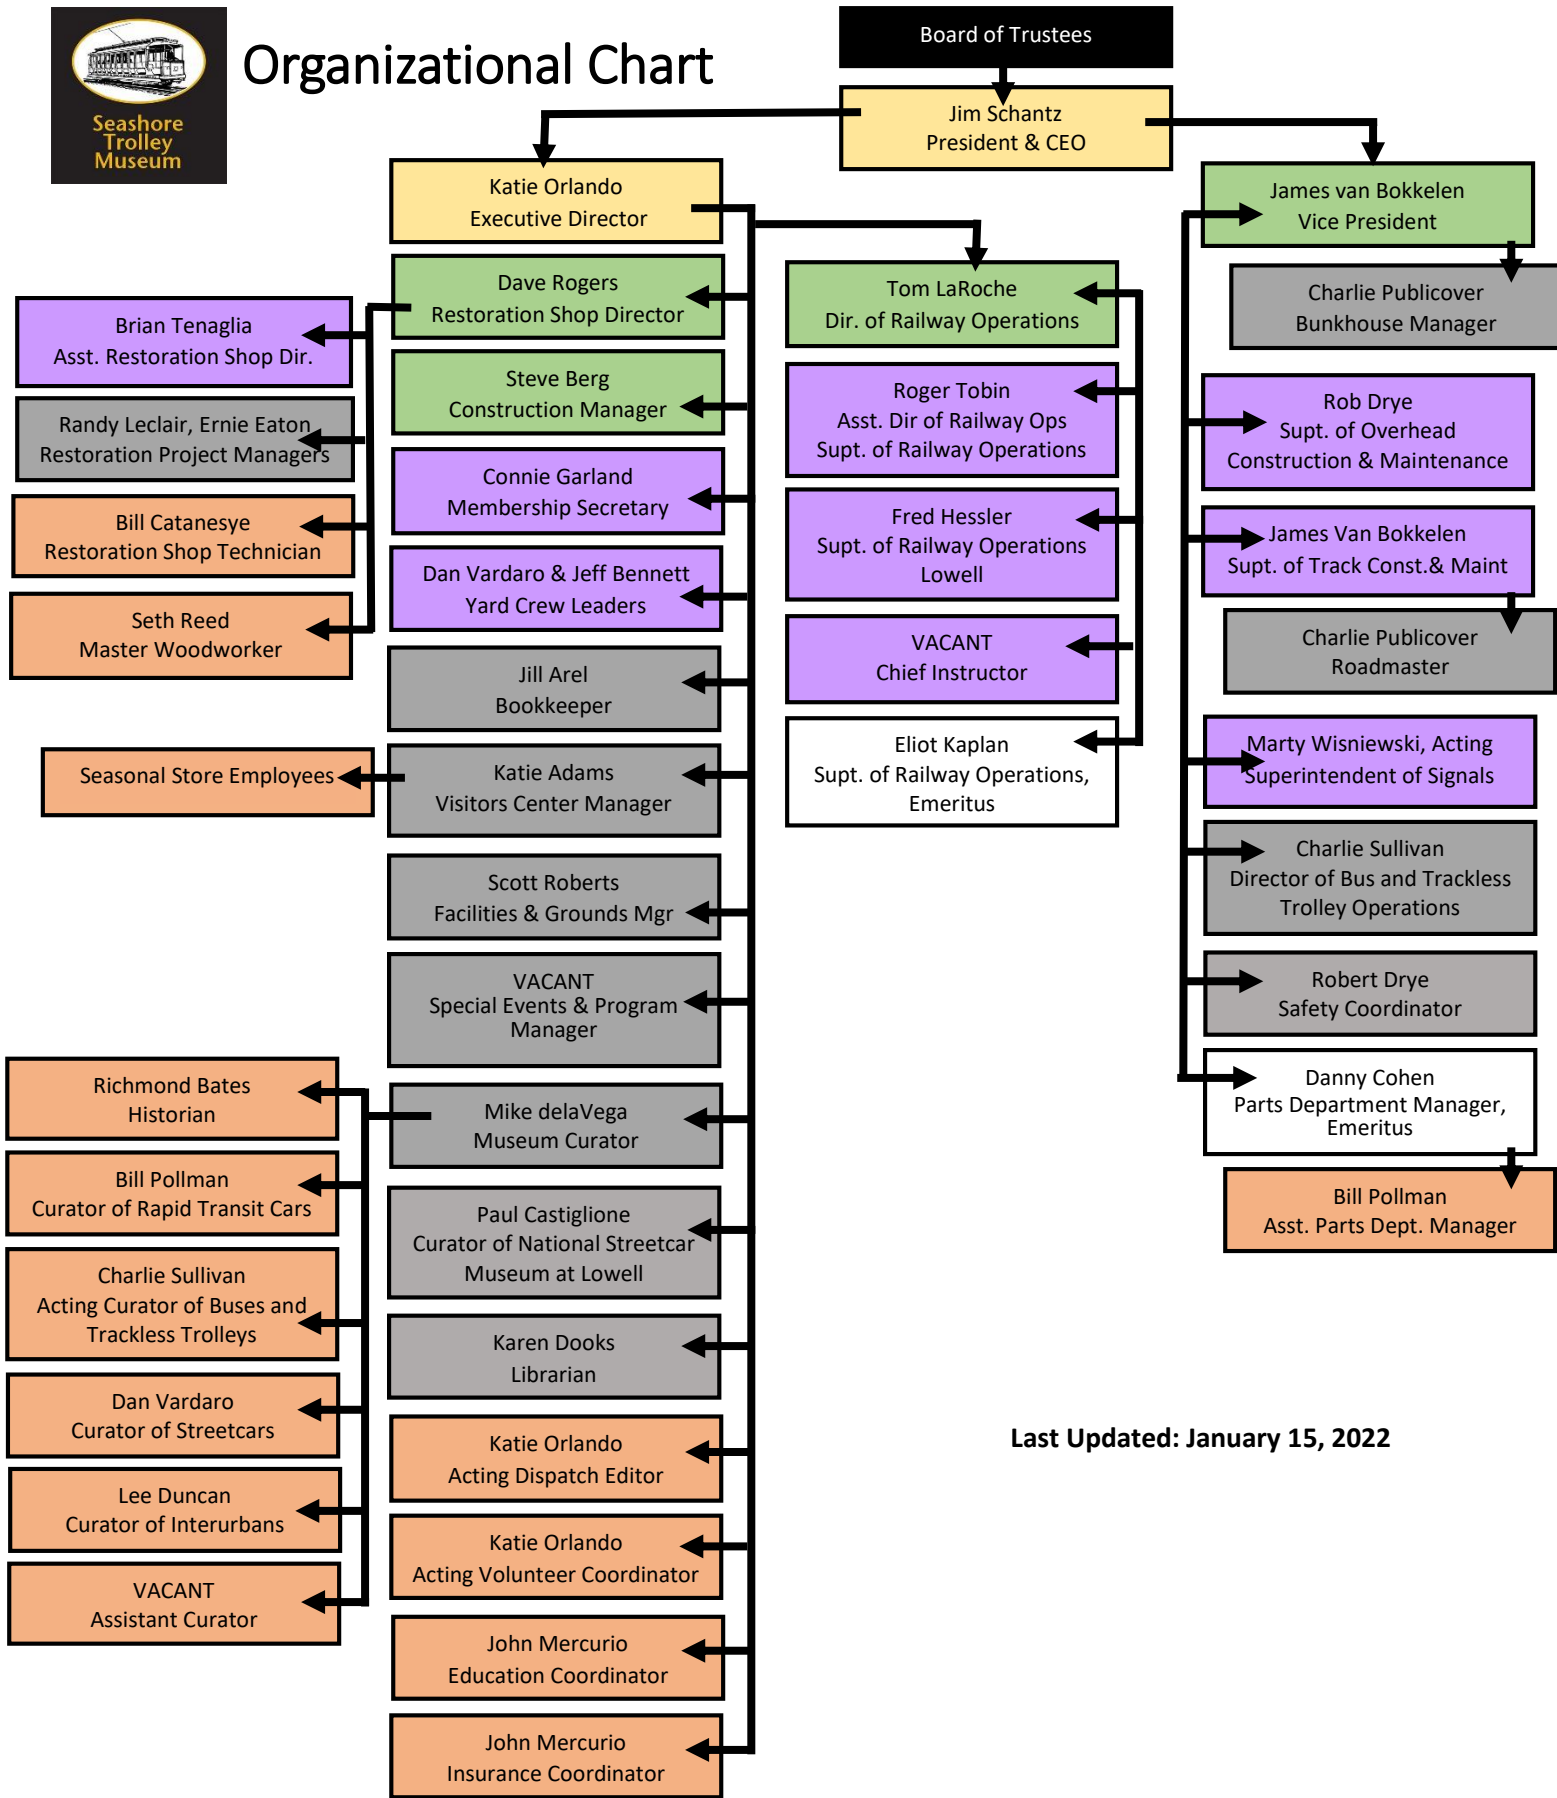 Seashore
Trolley
Museum
Organizational Chart
Board of Trustees
Jim Schantz
President & CEO
Katie Orlando
Executive Director
Dave Rogers
Restoration Shop Director
Steve Berg
Construction Manager
Connie Garland
Membership Secretary
Dan Vardaro & Jeff Bennett
Yard Crew Leaders
Jill Arel
Bookkeeper
Katie Adams
Visitors Center Manager
Scott Roberts
Facilities & Grounds Mgr
VACANT
Special Events & Program
Manager
Mike delaVega
Museum Curator
Paul Castiglione
Curator of National Streetcar
Museum at Lowell
Karen Dooks
Librarian
Katie Orlando
Acting Dispatch Editor
Katie Orlando
Acting Volunteer Coordinator
John Mercurio
Education Coordinator
John Mercurio
Insurance Coordinator
Brian Tenaglia
Asst. Restoration Shop Dir.
Randy Leclair, Ernie Eaton
Restoration Project Managers
Bill Catanesye
Restoration Shop Technician
Seth Reed
Master Woodworker
Seasonal Store Employees
Richmond Bates
Historian
Bill Pollman
Curator of Rapid Transit Cars
Charlie Sullivan
Acting Curator of Buses and
Trackless Trolleys
Dan Vardaro
Curator of Streetcars
Lee Duncan
Curator of Interurbans
VACANT
Assistant Curator
Tom LaRoche
Dir. of Railway Operations
Roger Tobin
Asst. Dir of Railway Ops
Supt. of Railway Operations
Fred Hessler
Supt. of Railway Operations
Lowell
VACANT
Chief Instructor
Eliot Kaplan
Supt. of Railway Operations,
Emeritus
James van Bokkelen
Vice President
Charlie Publicover
Bunkhouse Manager
Rob Drye
Supt. of Overhead
Construction & Maintenance
James Van Bokkelen
Supt. of Track Const.& Maint
Charlie Publicover
Roadmaster
Marty Wisniewski, Acting
Superintendent of Signals
Charlie Sullivan
Director of Bus and Trackless
Trolley Operations
Robert Drye
Safety Coordinator
Danny Cohen
Parts Department Manager,
Emeritus
Bill Pollman
Asst. Parts Dept. Manager
Last Updated: January 15, 2022